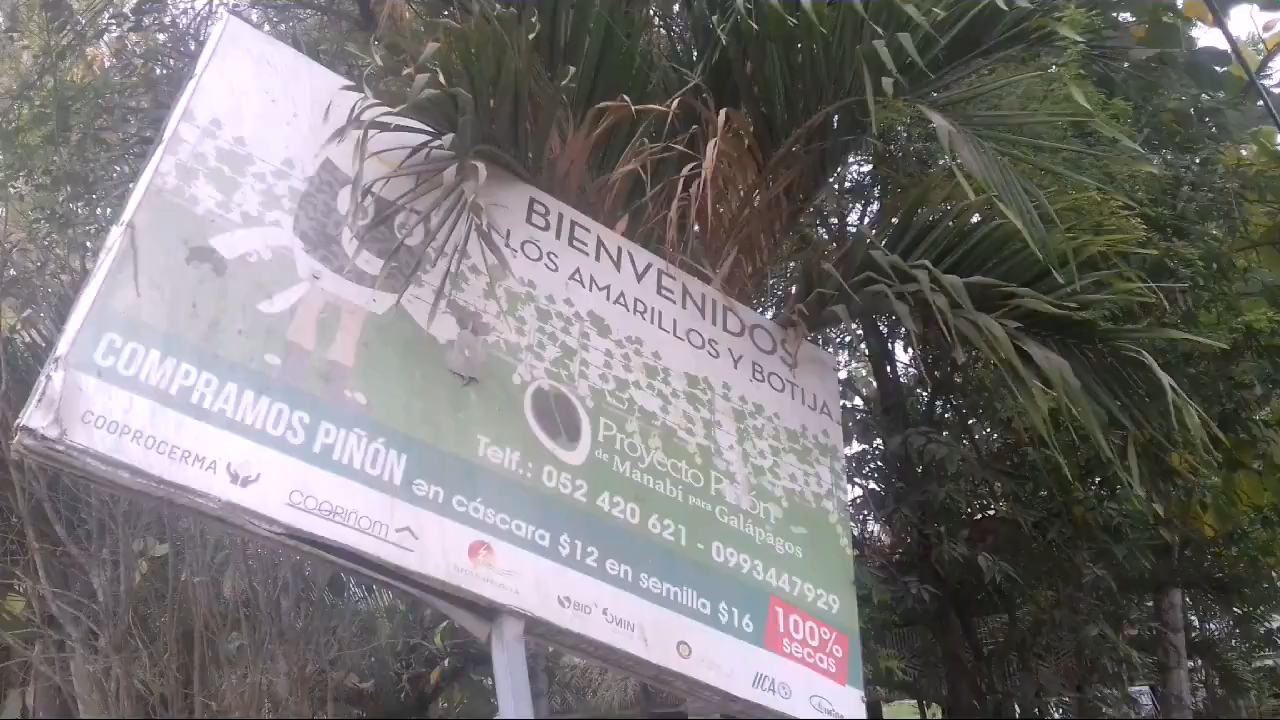 BIENVENIDOS
LOS AMARILLOS Y BOTIJA
Proyecto Piñón
de Manabí para Galápagos
Telf.: 052 420 621 - 0993447929
COMPRAMOS PIÑÓN en cáscara $12 en semilla $16
100%
secas
COOPROCERMA
COOPIÑOM
BID
IICA